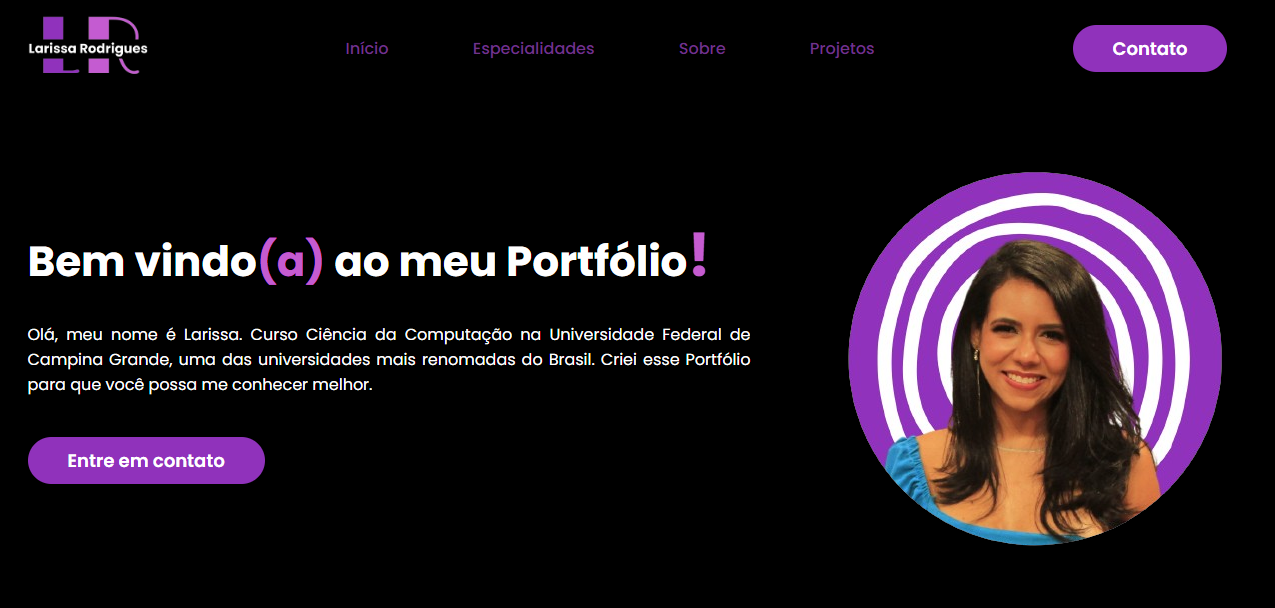 LR
Larissa Rodrigues
Início
Especialidades
Sobre
Projetos
Contato
Bem vindo(a) ao meu Portfólio!
Olá, meu nome é Larissa. Curso Ciência da Computação na Universidade Federal de
Campina Grande, uma das universidades mais renomadas do Brasil. Criei esse Portfólio
para que você possa me conhecer melhor.
Entre em contato